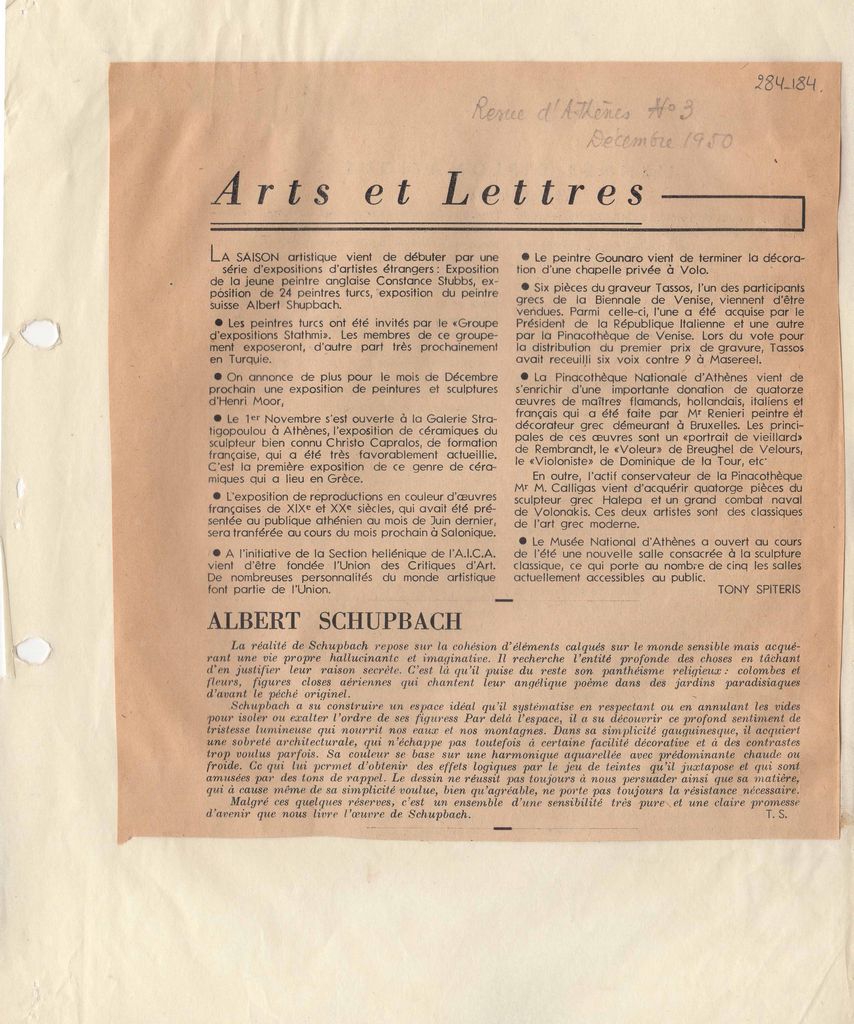 284-184.
Revue d'Athènes No 3
Décembre 1950
Arts et Lettres
LA SAISON artistique vient de débuter par une
série d'expositions d'artistes étrangers : Exposition
de la jeune peintre anglaise Constance Stubbs, ex-
position de 24 peintres turcs, exposition du peintre
suisse Albert Shupbach.
● Les peintres turcs ont été invités par le «Groupe
d'expositions Stathmi». Les membres de ce groupe-
ment exposeront, d'autre part très prochainement
en Turquie.
● On annonce de plus pour le mois de Décembre
prochain une exposition de peintures et sculptures
d'Henri Moor,
● Le 1er Novembre s'est ouverte à la Galerie Stra-
tigopoulou à Athènes, l'exposition de céramiques du
sculpteur bien connu Christo Capralos, de formation
française, qui a été très favorablement actueillie.
C'est la première exposition de ce genre de céra-
miques qui a lieu en Grèce.
● L'exposition de reproductions en couleur d'œuvres
françaises de XIXe et XXe siècles, qui avait été pré-
sentée au publique athénien au mois de Juin dernier,
sera tranférée au cours du mois prochain à Salonique.
● A l'initiative de la Section hellénique de l'A.I.C.A.
vient d'être fondée l'Union des Critiques d'Art.
De nombreuses personnalités du monde artistique
font partie de l'Union.
● Le peintre Gounaro vient de terminer la décora-
tion d'une chapelle privée à Volo.
● Six pièces du graveur Tassos, l'un des participants
grecs de la Biennale de Venise, viennent d'être
vendues. Parmi celle-ci, l'une a été acquise par le
Président de la République Italienne et une autre
par la Pinacothèque de Venise. Lors du vote pour
la distribution du premier prix de gravure, Tassos
avait receuilli six voix contre 9 à Masereel.
● La Pinacothèque Nationale d'Athènes vient de
s'enrichir d'une importante donation de quatorze
œuvres de maîtres flamands, hollandais, italiens et
français qui a été faite par Mr Renieri peintre et
décorateur grec démeurant à Bruxelles. Les princi-
pales de ces œuvres sont un «portrait de vieillard»
de Rembrandt, le «Voleur» de Breughel de Velours,
le «Violoniste» de Dominique de la Tour, etc·
En outre, l'actif conservateur de la Pinacothèque
Mr M. Calligas vient d'acquérir quatorge pièces du
sculpteur grec Halepa et un grand combat naval
de Volonakis. Ces deux artistes sont des classiques
de l'art grec moderne.
● Le Musée National d'Athènes a ouvert au cours
de l'été une nouvelle salle consacrée à la sculpture
classique, ce qui porte au nombre de cinq les salles
actuellement accessibles au public.
TONY SPITERIS
ALBERT SCHUPBACH
La réalité de Schupbach repose sur la cohésion d'éléments calqués sur le monde sensible mais acqué-
rant une vie propre hallucinante et imaginative. Il recherche l'entité profonde des choses en tâchant
d'en justifier leur raison secrète. C'est là qu'il puise du reste son panthéisme religieux : colombes et
fleurs, figures closes aériennes qui chantent leur angélique poème dans des jardins paradisiaques
d'avant le péché originel.
Schupbach a su construire un espace idéal qu'il systématise en respectant ou en annulant les vides
pour isoler ou exalter l'ordre de ses figuress Par delà l'espace, il a su découvrir ce profond sentiment de
tristesse lumineuse qui nourrit nos eaux et nos montagnes. Dans sa simplicité gauguinesque, il acquiert
une sobreté architecturale, qui n'échappe pas toutefois à certaine facilité décorative et à des contrastes
trop voulus parfois. Sa couleur se base sur une harmonique aquarellée avec prédominante chaude ou
froide. Ce qui lui permet d'obtenir des effets logiques par le jeu de teintes qu'il juxtapose et qui sont
amusées par des tons de rappel. Le dessin ne réussit pas toujours à nous persuader ainsi que sa matière,
qui à cause même de sa simplicité voulue, bien qu'agréable, ne porte pas toujours la résistance nécessaire.
Malgré ces quelques réserves, c'est un ensemble d'une sensibilité très pure et une claire promesse
d'avenir que nous livre l'œuvre de Schupbach. T. S.